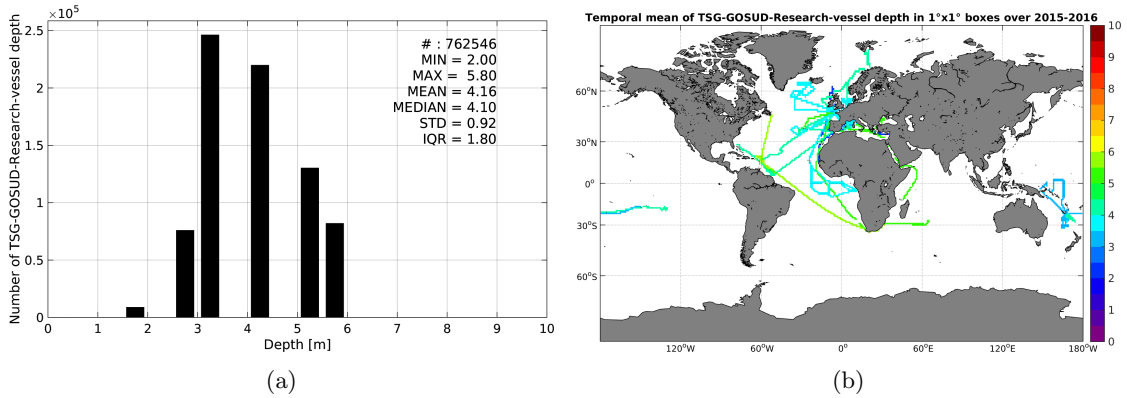 ×10⁵
Number of TSG-GOSUD-Research-vessel depth
2.5
2
1.5
1
0.5
0
# : 762546
MIN = 2.00
MAX = 5.80
MEAN = 4.16
MEDIAN = 4.10
STD = 0.92
IQR = 1.80
0 1 2 3 4 5 6 7 8 9 10
Depth [m]
(a)
Temporal mean of TSG-GOSUD-Research-vessel depth in 1°x1° boxes over 2015-2016
60°N
30°N
0°
30°S
60°S
120°W 60°W 0° 60°E 120°E 180°W
10
9
8
7
6
5
4
3
2
1
0
(b)